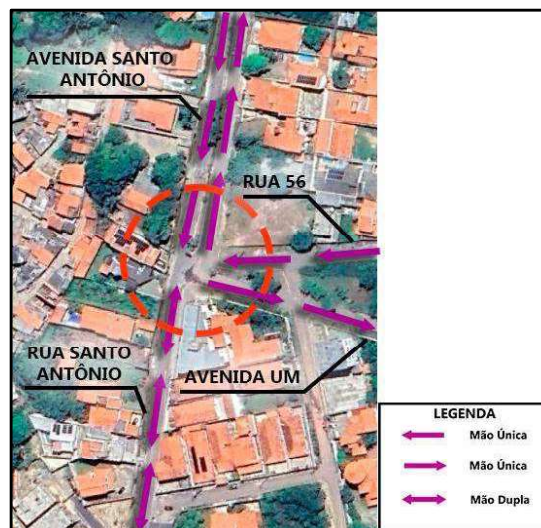 AVENIDA SANTO
ANTÔNIO
RUA 56
RUA SANTO
ANTÔNIO
AVENIDA UM
LEGENDA
Mão Única
Mão Única
Mão Dupla